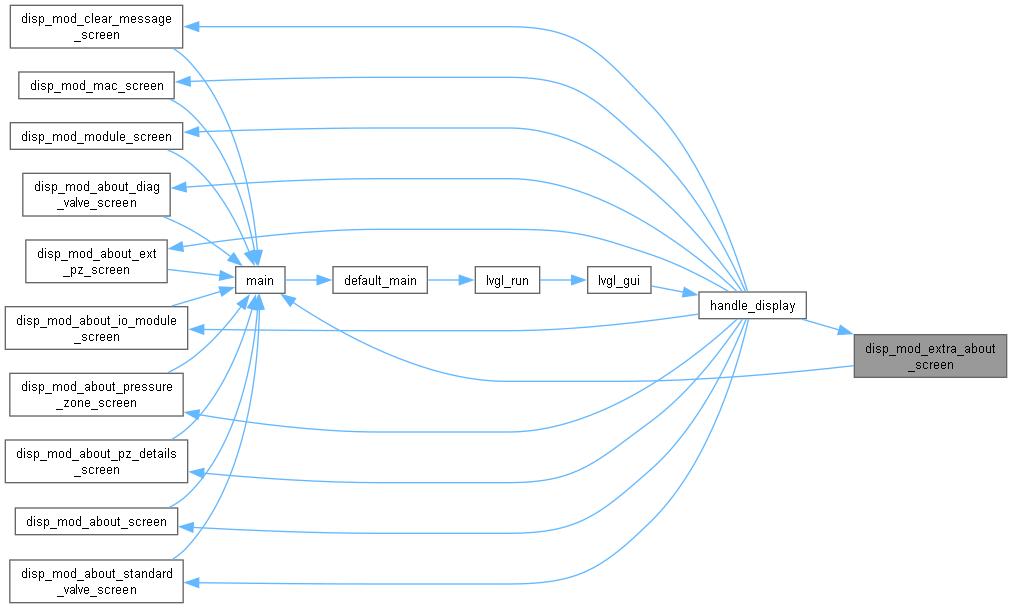 disp_mod_clear_message
_screen
disp_mod_mac_screen
disp_mod_module_screen
disp_mod_about_diag
_valve_screen
disp_mod_about_ext
_pz_screen
main
default_main
lvgl_run
lvgl_gui
handle_display
disp_mod_about_io_module
_screen
disp_mod_extra_about
_screen
disp_mod_about_pressure
_zone_screen
disp_mod_about_pz_details
_screen
disp_mod_about_screen
disp_mod_about_standard
_valve_screen